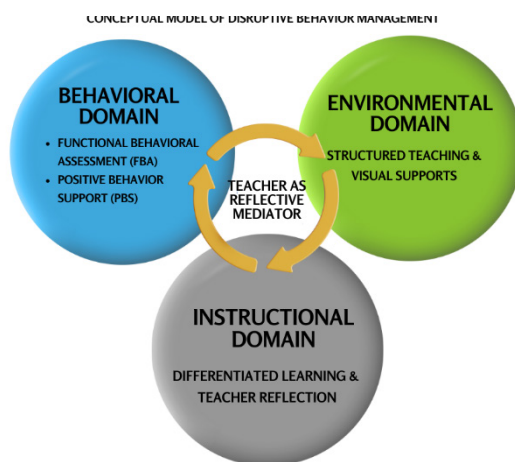 CONCEPTUAL MODEL OF DISRUPTIVE BEHAVIOR MANAGEMENT
BEHAVIORAL
DOMAIN
• FUNCTIONAL BEHAVIORAL
ASSESSMENT (FBA)
• POSITIVE BEHAVIOR
SUPPORT (PBS)
ENVIRONMENTAL
DOMAIN
STRUCTURED TEACHING &
VISUAL SUPPORTS
TEACHER AS
REFLECTIVE
MEDIATOR
INSTRUCTIONAL
DOMAIN
DIFFERENTIATED LEARNING &
TEACHER REFLECTION